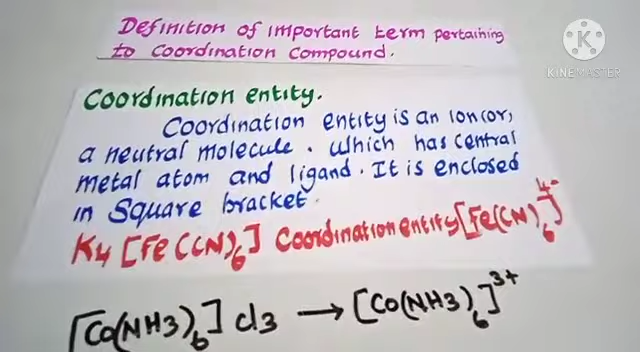 Definition of important term pertaining
to Coordination Compound.
KINEMASTER
Coordination entity.
Coordination entity is an ion(or,
a neutral molecule. which has central
metal atom and ligand. It is enclosed
in Square bracket.
K4 [Fe(CN)6] Coordination entity [Fe(CN)6]4-
[Co(NH3)6] Cl3 → [Co(NH3)6]3+